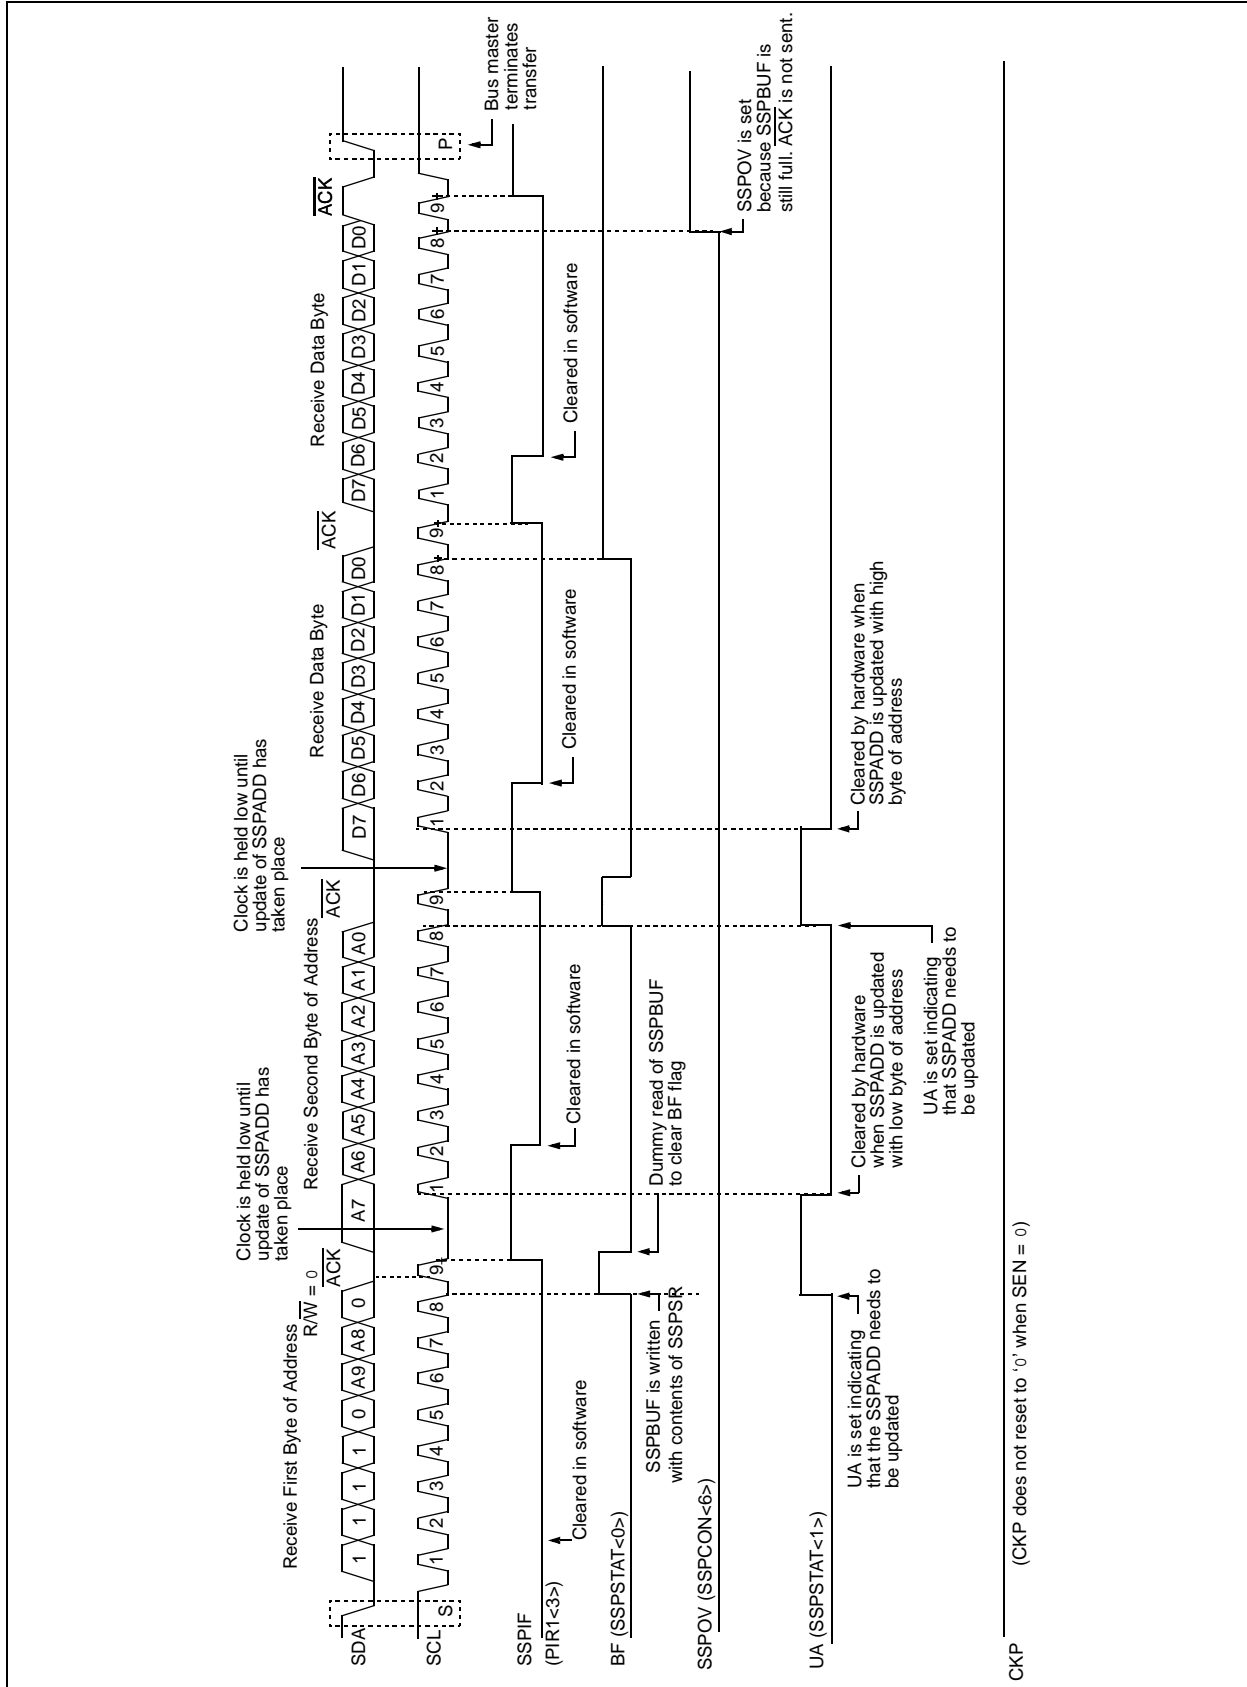 Receive First Byte of Address
R/W = 0
ACK
Clock is held low until
update of SSPADD has
taken place
Receive Second Byte of Address
ACK
Clock is held low until
update of SSPADD has
taken place
Receive Data Byte
ACK
Receive Data Byte
ACK
SDA
1 1 1 1 0 A9 A8 0 A7 A6 A5 A4 A3 A2 A1 A0 D7 D6 D5 D4 D3 D2 D1 D0 D7 D6 D5 D4 D3 D2 D1 D0
SCL
S 1 2 3 4 5 6 7 8 9 1 2 3 4 5 6 7 8 9 1 2 3 4 5 6 7 8 9 1 2 3 4 5 6 7 8 9 P
Bus master
terminates
transfer
SSPIF
(PIR1<3>)
Cleared in software
Cleared in software
Cleared in software
Cleared in software
BF (SSPSTAT<0>)
SSPBUF is written
with contents of SSPSR
Dummy read of SSPBUF
to clear BF flag
SSPOV (SSPCON<6>)
SSPOV is set
because SSPBUF is
still full. ACK is not sent.
UA (SSPSTAT<1>)
UA is set indicating
that the SSPADD needs to
be updated
Cleared by hardware
when SSPADD is updated
with low byte of address
UA is set indicating
that SSPADD needs to
be updated
Cleared by hardware when
SSPADD is updated with high
byte of address
CKP
(CKP does not reset to ‘0’ when SEN = 0)